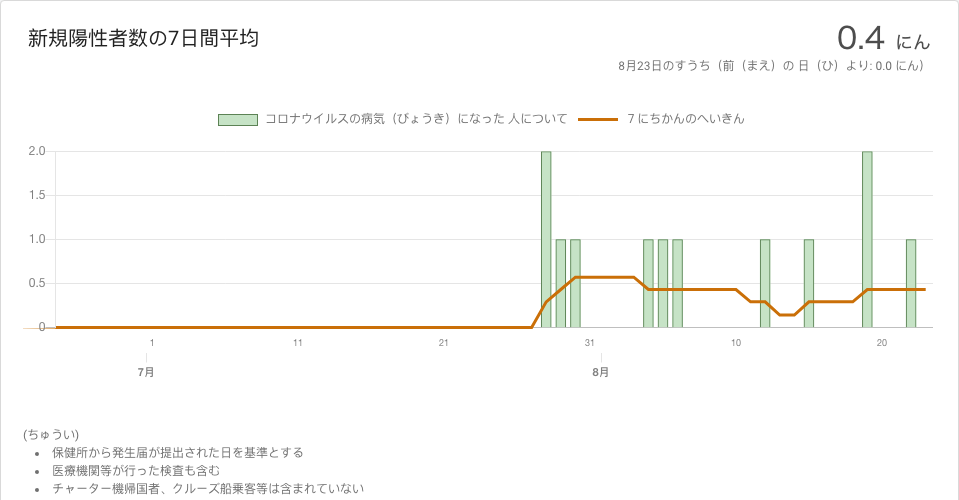 新規陽性者数の7日間平均
0.4 にん
8月23日のすうち（前（まえ）の 日（ひ）より: 0.0 にん）
コロナウイルスの病気（びょうき）になった 人について
7 にちかんのへいきん
2.0
1.5
1.0
0.5
0
1 11 21 31 10 20
7月 8月
(ちゅうい)
• 保健所から発生届が提出された日を基準とする
• 医療機関等が行った検査も含む
• チャーター機帰国者、クルーズ船乗客等は含まれていない